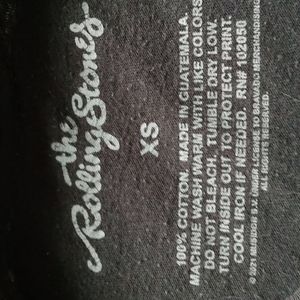 the
Rolling Stones
XS
100% COTTON. MADE IN GUATEMALA.
MACHINE WASH WARM WITH LIKE COLORS
DO NOT BLEACH. TUMBLE DRY LOW.
TURN INSIDE OUT TO PROTECT PRINT.
COOL IRON IF NEEDED. RN# 102050
© 2021 MUSIDOR B.V. UNDER LICENSE TO BRAVADO MERCHANDISING
ALL RIGHTS RESERVED.